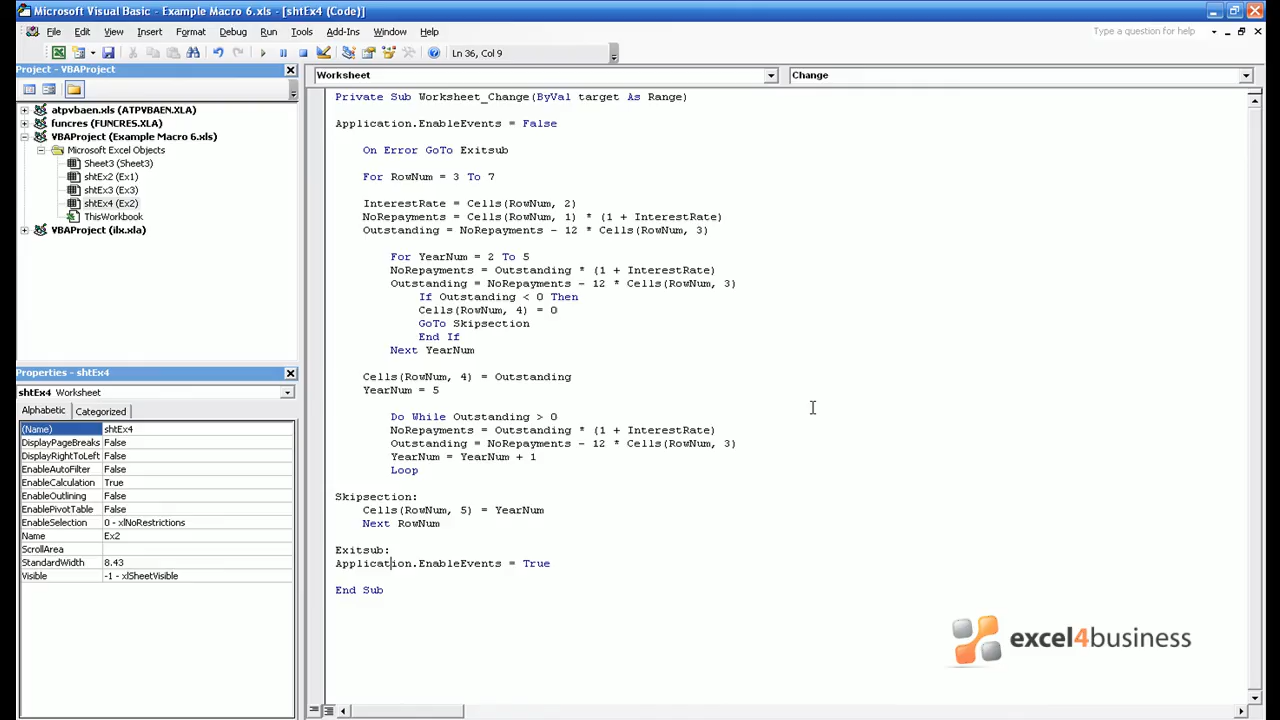 Microsoft Visual Basic - Example Macro 6.xls - [shtEx4 (Code)]
File Edit View Insert Format Debug Run Tools Add-Ins Window Help
Type a question for help
Ln 36, Col 9
Project - VBAProject
Worksheet
Change
atpvbaen.xls (ATPVBAEN.XLA)
funcres (FUNCRES.XLA)
VBAProject (Example Macro 6.xls)
Microsoft Excel Objects
Sheet3 (Sheet3)
shtEx2 (Ex1)
shtEx3 (Ex3)
shtEx4 (Ex2)
ThisWorkbook
VBAProject (ilx.xla)
Properties - shtEx4
shtEx4 Worksheet
Alphabetic Categorized
(Name) shtEx4
DisplayPageBreaks False
DisplayRightToLeft False
EnableAutoFilter False
EnableCalculation True
EnableOutlining False
EnablePivotTable False
EnableSelection 0 - xlNoRestrictions
Name Ex2
ScrollArea
StandardWidth 8.43
Visible -1 - xlSheetVisible
Private Sub Worksheet_Change(ByVal target As Range)
Application.EnableEvents = False
On Error GoTo Exitsub
For RowNum = 3 To 7
InterestRate = Cells(RowNum, 2)
NoRepayments = Cells(RowNum, 1) * (1 + InterestRate)
Outstanding = NoRepayments - 12 * Cells(RowNum, 3)
For YearNum = 2 To 5
NoRepayments = Outstanding * (1 + InterestRate)
Outstanding = NoRepayments - 12 * Cells(RowNum, 3)
If Outstanding < 0 Then
Cells(RowNum, 4) = 0
GoTo Skipsection
End If
Next YearNum
Cells(RowNum, 4) = Outstanding
YearNum = 5
Do While Outstanding > 0
NoRepayments = Outstanding * (1 + InterestRate)
Outstanding = NoRepayments - 12 * Cells(RowNum, 3)
YearNum = YearNum + 1
Loop
Skipsection:
Cells(RowNum, 5) = YearNum
Next RowNum
Exitsub:
Application.EnableEvents = True
End Sub
excel4business